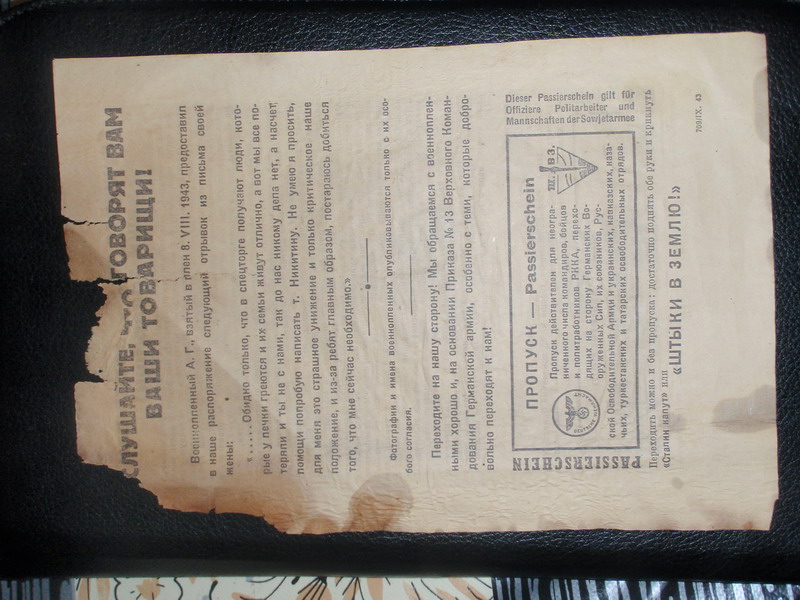 СЛУШАЙТЕ, ЧТО ГОВОРЯТ ВАМ
ВАШИ ТОВАРИЩИ!
Военнопленный А. Г., взятый в плен 8. VIII. 1943, предоставил
в наше распоряжение следующий отрывок из письма своей
жены:
«.....Обидно только, что в спецторге получают люди, кото-
рые у печки греются и их семьи живут отлично, а вот мы все по-
теряли и ты не с нами, так до нас никому дела нет, а насчет
помощи попробую написать т. Никитину. Не умею я просить,
для меня это страшное унижение и только критическое наше
положение, и из-за ребят главным образом, постараюсь добиться
того, что мне сейчас необходимо.»
Фотографии и имена военнопленных опубликовываются только с их осо-
бого согласия.
Переходите на нашу сторону! Мы обращаемся с военноплен-
ными хорошо и, на основании Приказа № 13 Верховного Коман-
дования Германской армии, особенно с теми, которые добро-
вольно переходят к нам!
Dieser Passierschein gilt für
Offiziere Politarbeiter und
Mannschaften der Sowjetarmee
PASSIERSCHEIN
ПРОПУСК — Passierschein
Ш. В З.
Пропуск действителен для неогра-
ниченного числа командиров, бойцов
и политработников РККА, перехо-
дящих на сторону Германских Во-
оруженных Сил, их союзников, Рус-
ской Освободительной Армии и украинских, кавказских, каза-
чьих, туркестанских и татарских освободительных отрядов.
Переходить можно и без пропуска: достаточно поднять обе руки и крикнуть
«Сталин капут» или
«ШТЫКИ В ЗЕМЛЮ!»
709/IX. 43